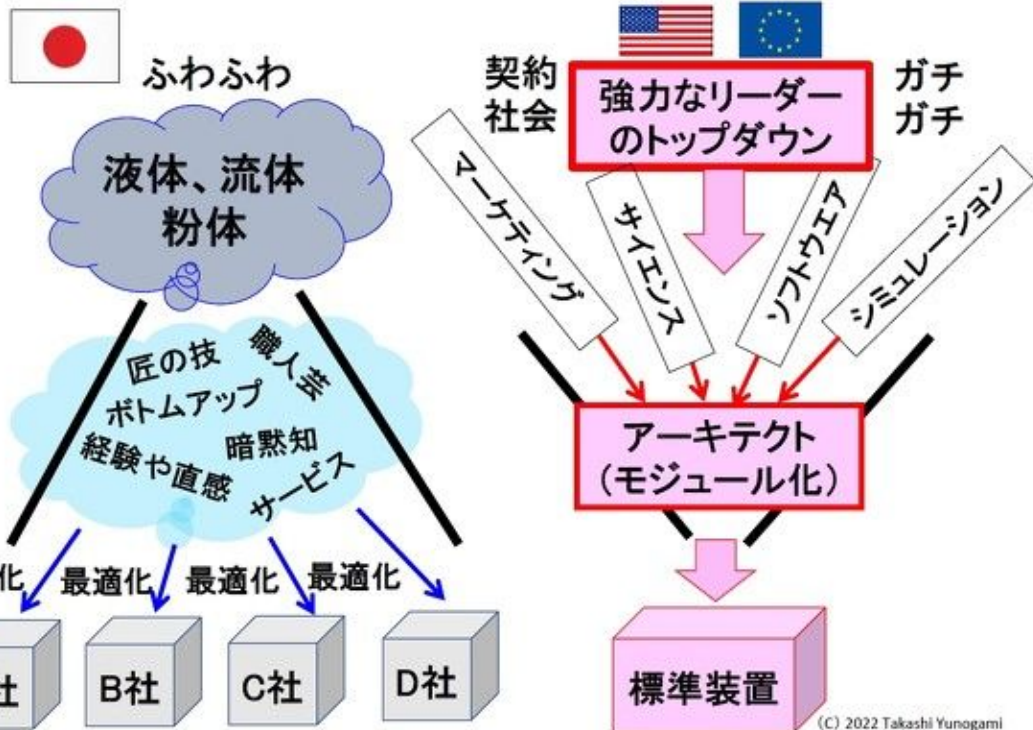 ふわふわ
液体、流体
粉体
匠の技
職人芸
ボトムアップ
経験や直感
暗黙知
サービス
化
最適化
最適化
最適化
社
B社
C社
D社
契約
社会
強力なリーダー
のトップダウン
ガチ
ガチ
マーケティング
サイエンス
ソフトウエア
シミュレーション
アーキテクト
(モジュール化)
標準装置
(C) 2022 Takashi Yunogami